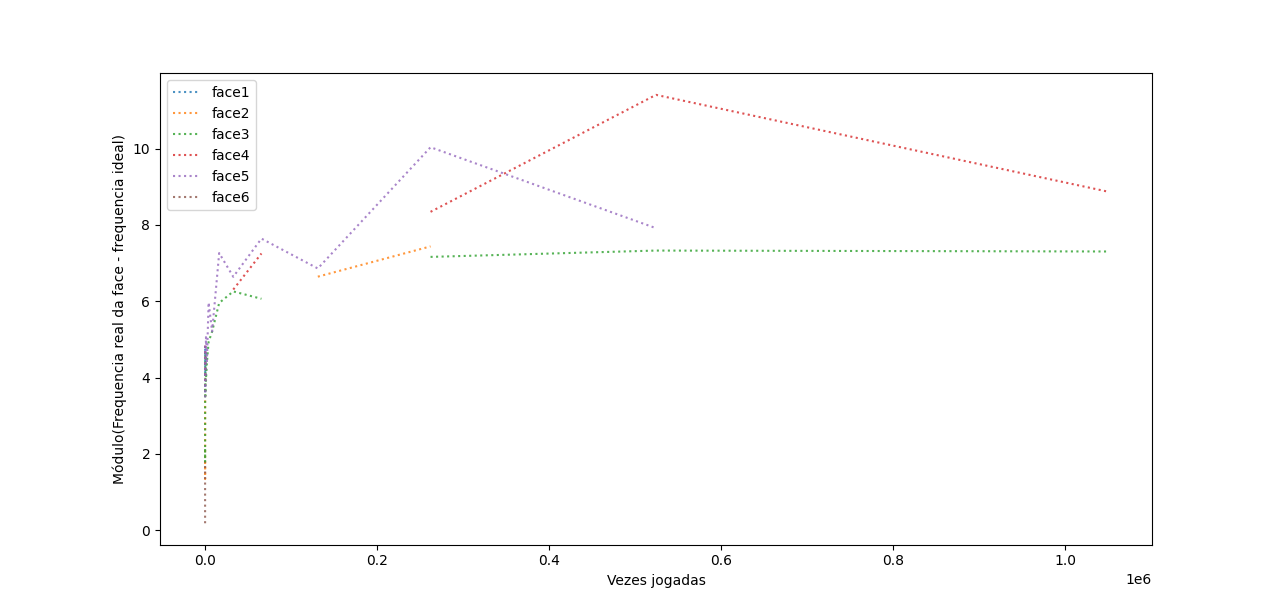 face1
face2
face3
face4
face5
face6
Módulo(Frequencia real da face - frequencia ideal)
10
8
6
4
2
0
0.0 0.2 0.4 0.6 0.8 1.0
1e6
Vezes jogadas